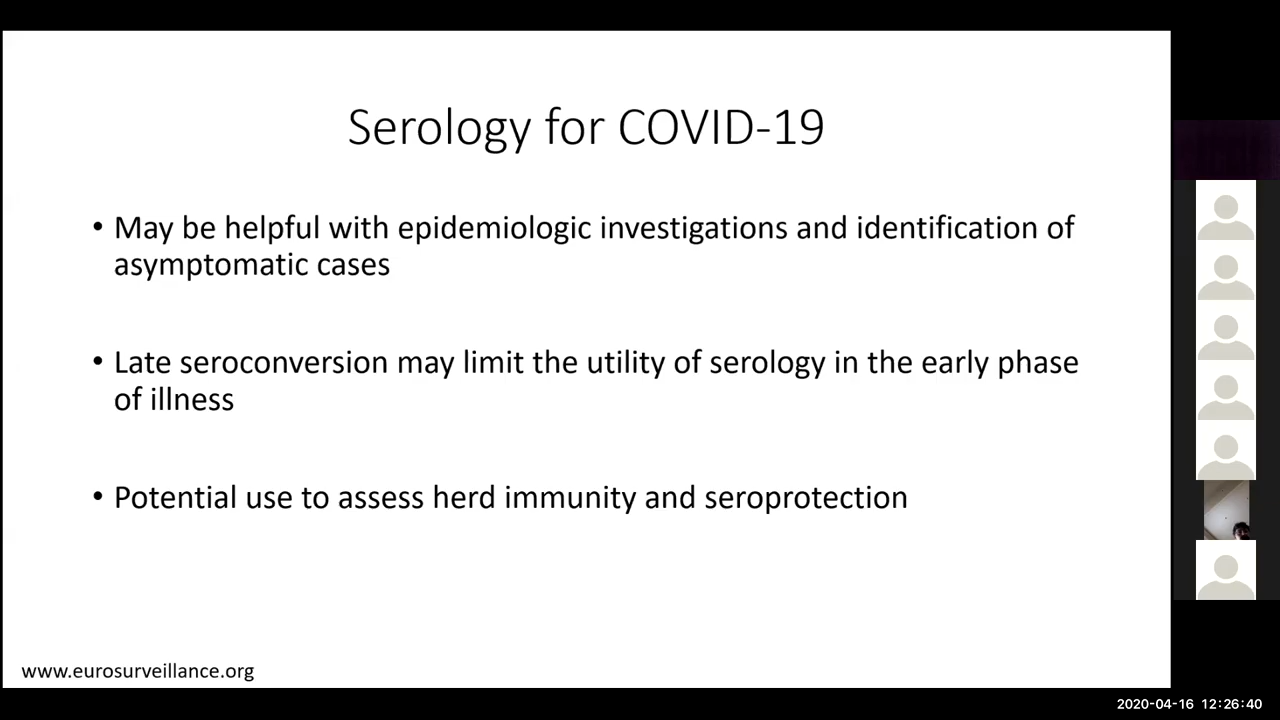 Serology for COVID-19
• May be helpful with epidemiologic investigations and identification of
asymptomatic cases
• Late seroconversion may limit the utility of serology in the early phase
of illness
• Potential use to assess herd immunity and seroprotection
www.eurosurveillance.org
2020-04-16 12:26:40